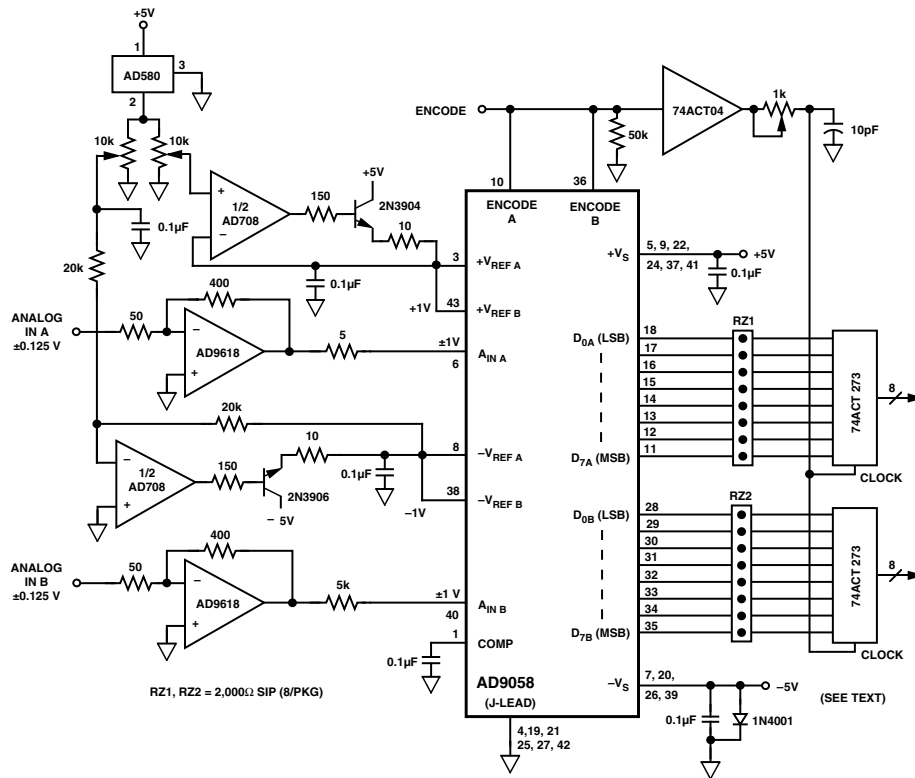 +5V
1
3
AD580
2
10k
10k
ENCODE
74ACT04
1k
10pF
50k
+5V
10
36
+
1/2
AD708
−
150
2N3904
10
0.1µF
20k
ENCODE
A
ENCODE
B
3
+VREF A
0.1µF
+1V
43
+VREF B
+VS
5, 9, 22,
24, 37, 41
+5V
0.1µF
ANALOG
IN A
±0.125 V
50
400
−
AD9618
+
5
±1V
6
AIN A
D0A (LSB)
18
17
16
15
14
13
12
D7A (MSB)
11
RZ1
74ACT 273
8
CLOCK
20k
−
1/2
AD708
+
150
10
2N3906
− 5V
0.1µF
8
−VREF A
38
−1V
−VREF B
D0B (LSB)
28
29
30
31
32
33
34
D7B (MSB)
35
RZ2
74ACT 273
8
CLOCK
ANALOG
IN B
±0.125 V
50
400
−
AD9618
+
5k
±1 V
40
AIN B
1
COMP
0.1µF
AD9058
(J-LEAD)
4,19, 21
25, 27, 42
−VS
7, 20,
26, 39
−5V
0.1µF
1N4001
(SEE TEXT)
RZ1, RZ2 = 2,000Ω SIP (8/PKG)